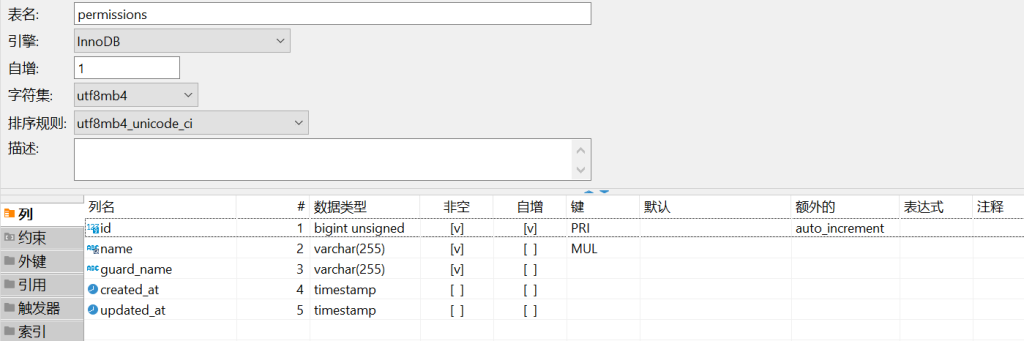 表名: permissions
引擎: InnoDB
自增: 1
字符集: utf8mb4
排序规则: utf8mb4_unicode_ci
描述:
列
约束
外键
引用
触发器
索引
列名 # 数据类型 非空 自增 键 默认 额外的 表达式 注释
123 id 1 bigint unsigned [v] [v] PRI auto_increment
ABC name 2 varchar(255) [v] [ ] MUL
ABC guard_name 3 varchar(255) [v] [ ]
created_at 4 timestamp [ ] [ ]
updated_at 5 timestamp [ ] [ ]